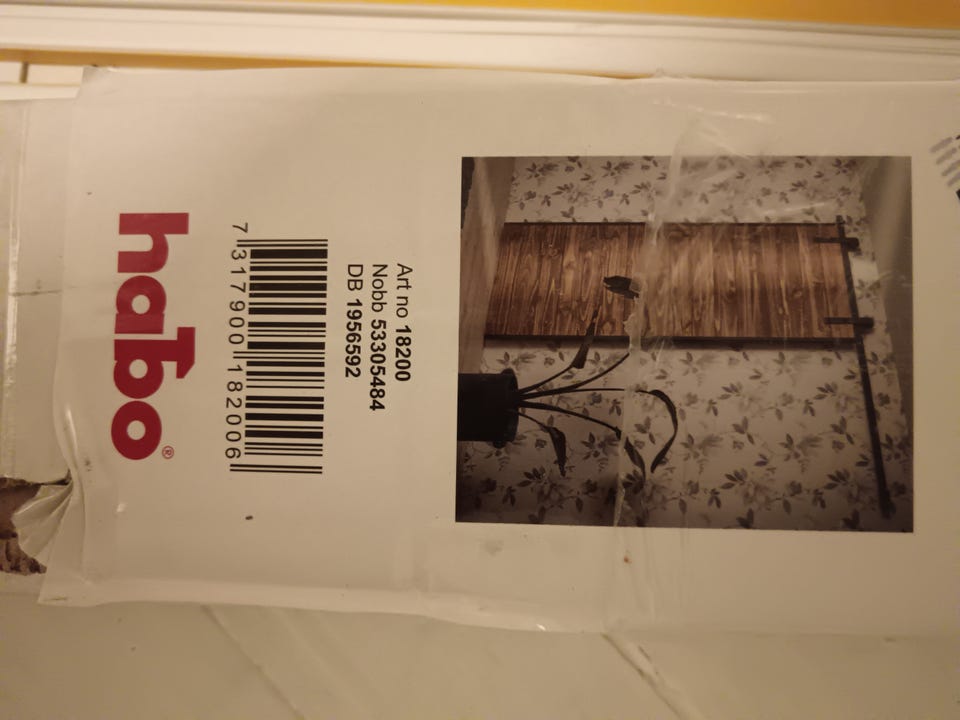 habo®
7 317900 182006
Art no 18200
Nobb 53305484
DB 1956592